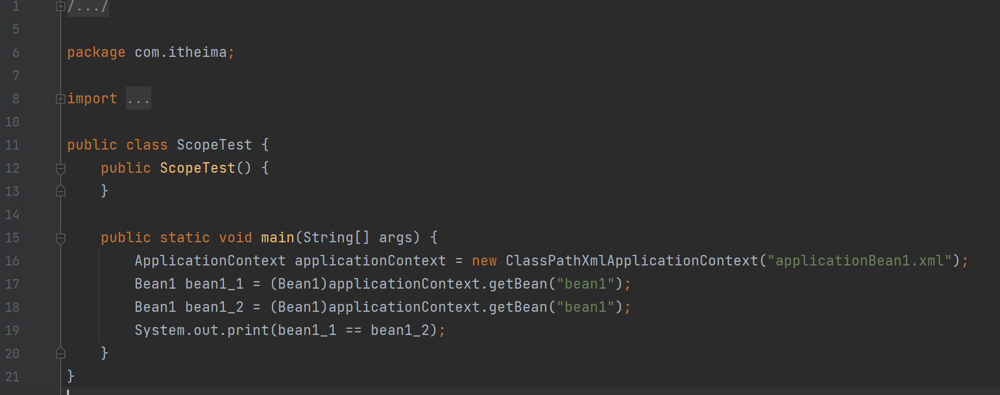 1 /.../
5
6 package com.itheima;
7
8 import ...
10
11 public class ScopeTest {
12     public ScopeTest() {
13     }
14
15     public static void main(String[] args) {
16         ApplicationContext applicationContext = new ClassPathXmlApplicationContext("applicationBean1.xml");
17         Bean1 bean1_1 = (Bean1)applicationContext.getBean("bean1");
18         Bean1 bean1_2 = (Bean1)applicationContext.getBean("bean1");
19         System.out.print(bean1_1 == bean1_2);
20     }
21 }